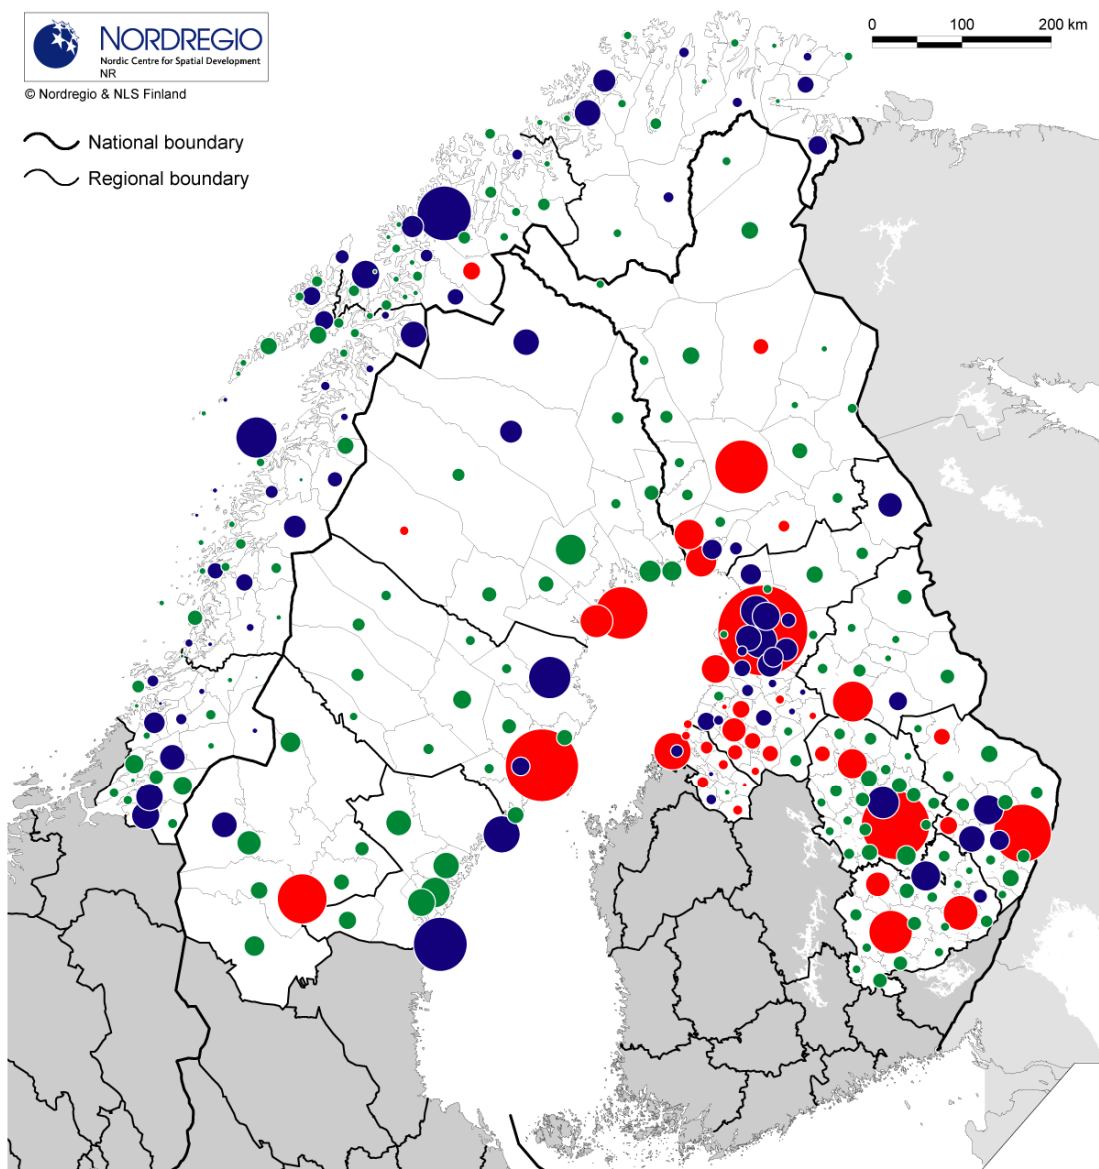 NORDREGIO
Nordic Centre for Spatial Development
NR
© Nordregio & NLS Finland
National boundary
Regional boundary
0 100 200 km